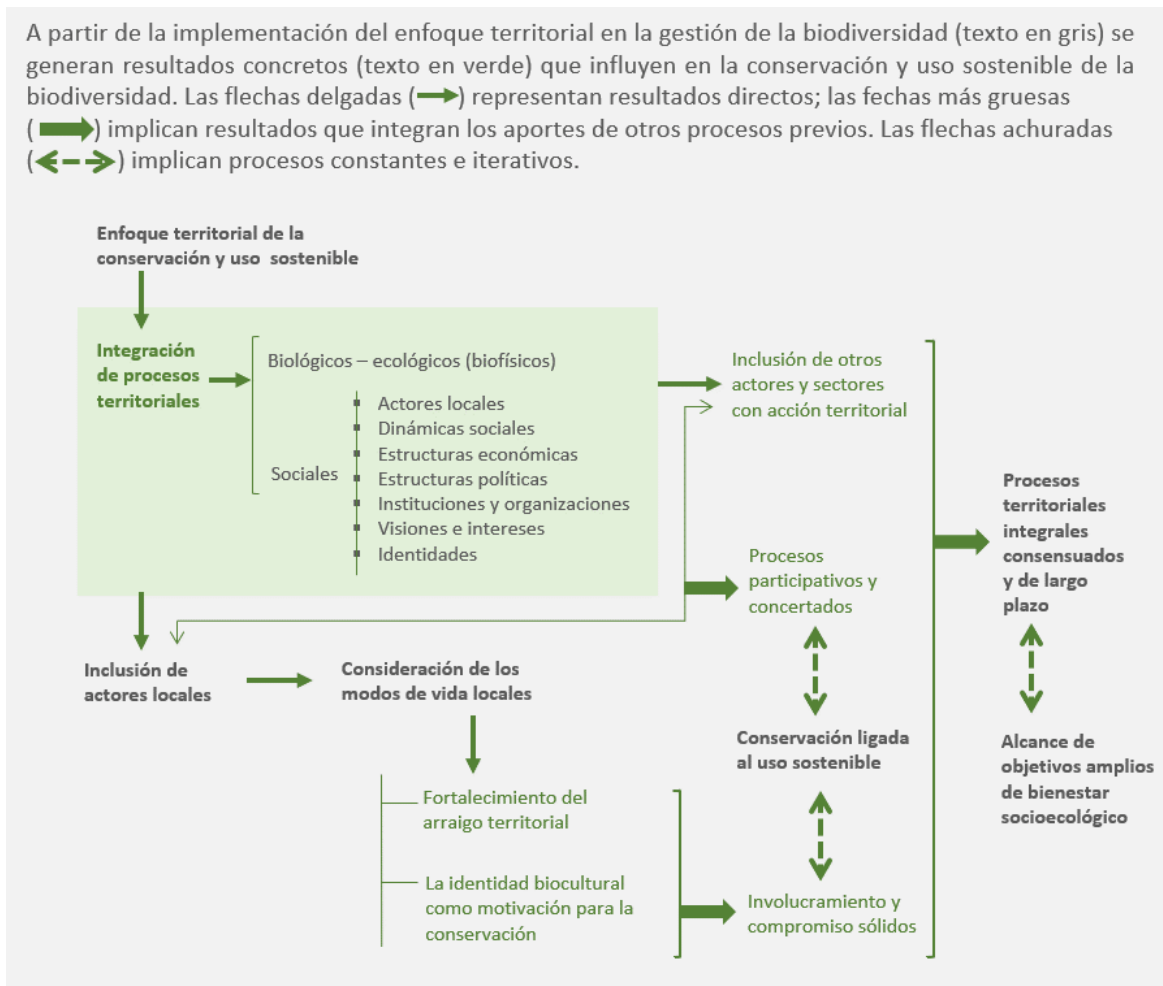 A partir de la implementación del enfoque territorial en la gestión de la biodiversidad (texto en gris) se
generan resultados concretos (texto en verde) que influyen en la conservación y uso sostenible de la
biodiversidad. Las flechas delgadas (→) representan resultados directos; las fechas más gruesas
(➡) implican resultados que integran los aportes de otros procesos previos. Las flechas achuradas
(<-->) implican procesos constantes e iterativos.
Enfoque territorial de la
conservación y uso sostenible
Integración
de procesos
territoriales
Biológicos – ecológicos (biofísicos)
Sociales
▪ Actores locales
▪ Dinámicas sociales
▪ Estructuras económicas
▪ Estructuras políticas
▪ Instituciones y organizaciones
▪ Visiones e intereses
▪ Identidades
Inclusión de otros
actores y sectores
con acción territorial
Procesos
participativos y
concertados
Procesos
territoriales
integrales
consensuados
y de largo
plazo
Inclusión de
actores locales
Consideración de los
modos de vida locales
Conservación ligada
al uso sostenible
Alcance de
objetivos amplios
de bienestar
socioecológico
Fortalecimiento del
arraigo territorial
La identidad biocultural
como motivación para la
conservación
Involucramiento y
compromiso sólidos